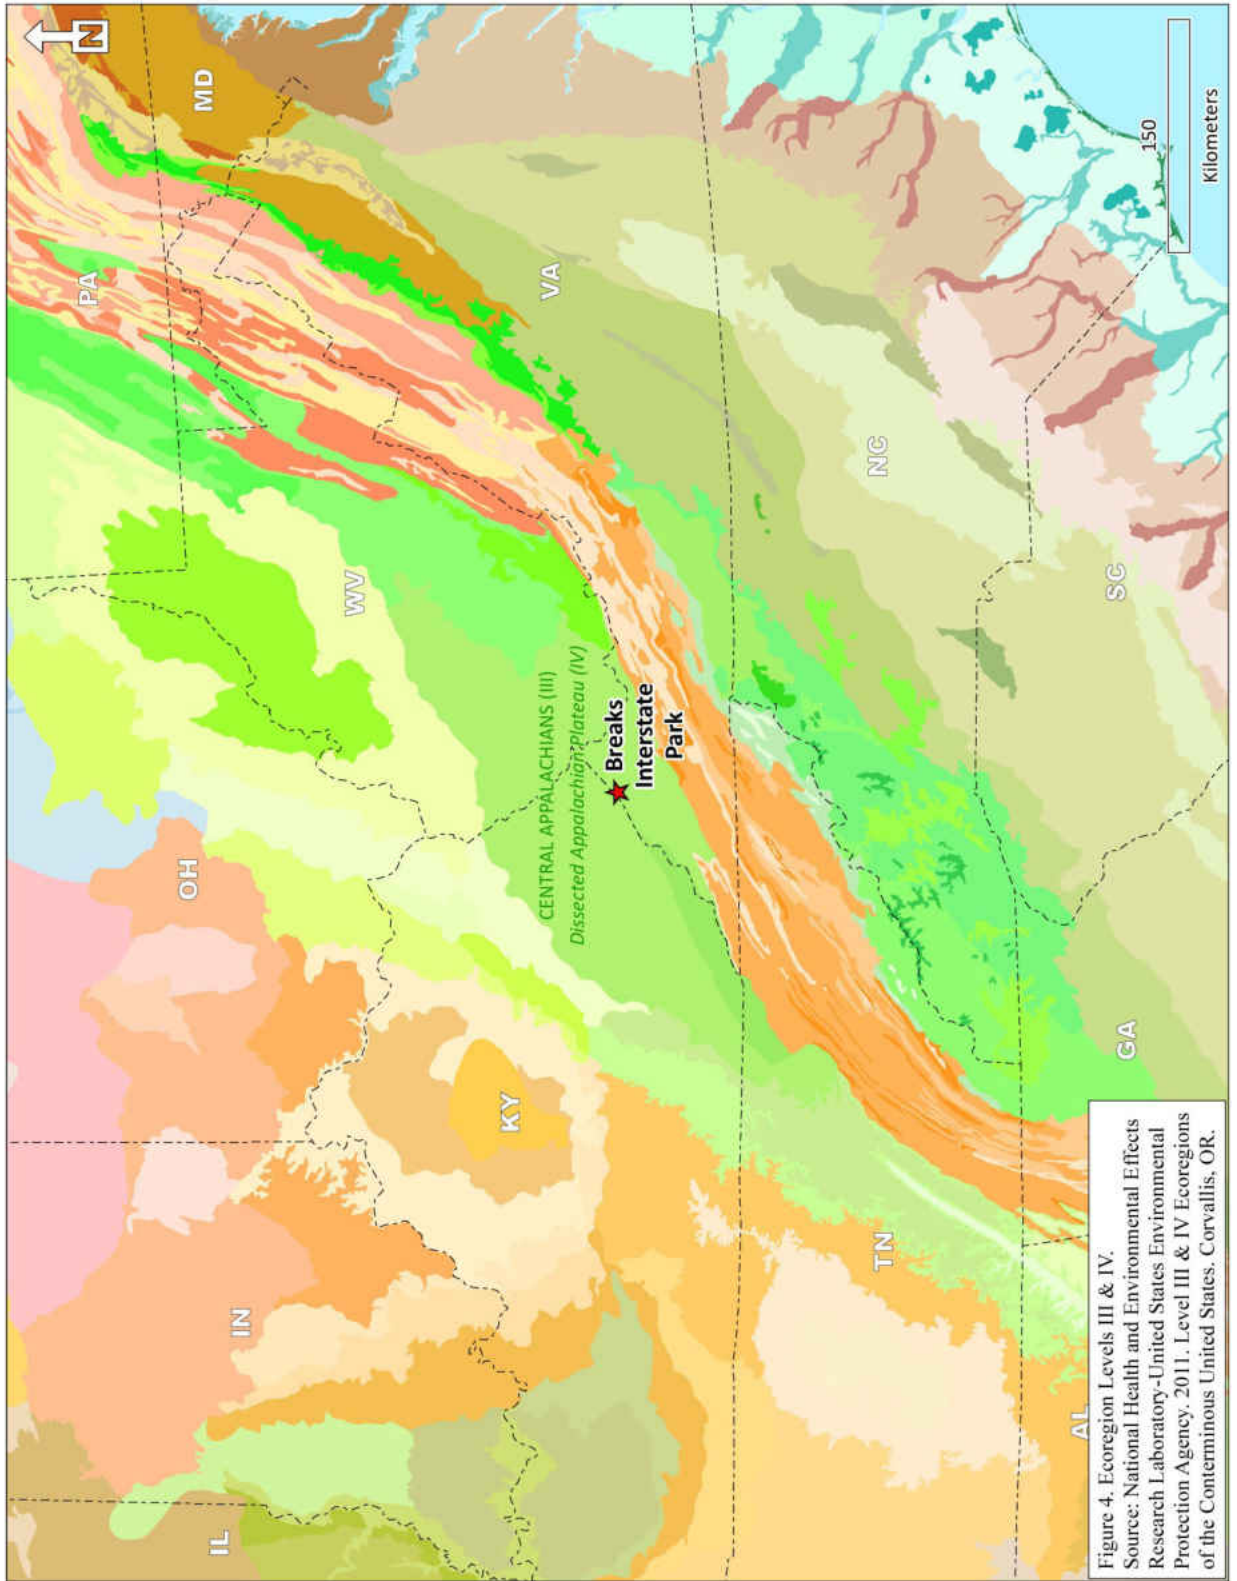 N
MD
PA
VA
WV
NC
OH
SC
CENTRAL APPALACHIANS (III)
Dissected Appalachian Plateau (IV)
Breaks
Interstate
Park
KY
IN
GA
TN
IL
AL
150
Kilometers
Figure 4. Ecoregion Levels III & IV.
Source: National Health and Environmental Effects
Research Laboratory-United States Environmental
Protection Agency. 2011. Level III & IV Ecoregions
of the Conterminous United States. Corvallis, OR.